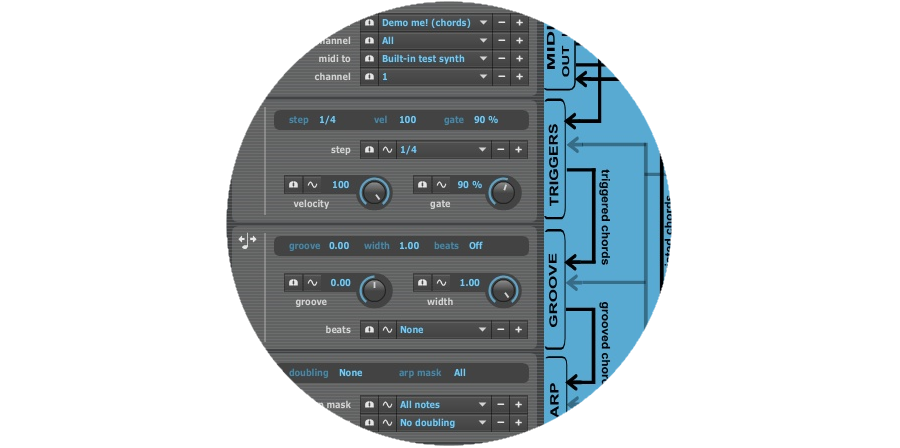 Demo me! (chords)
All
midi to Built-in test synth
channel 1
step 1/4 vel 100 gate 90 %
step 1/4
100 90 %
velocity gate
groove 0.00 width 1.00 beats Off
0.00 1.00
groove width
beats None
doubling None arp mask All
mask All notes
No doubling
MIDI
OUT
TRIGGERS
triggered chords
GROOVE
grooved chor
ARP